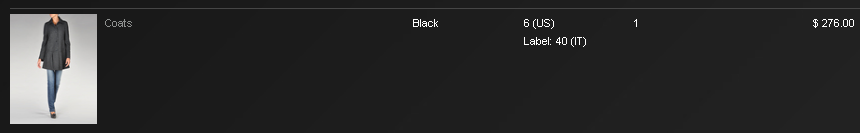 Coats Black 6 (US) 1 $ 276.00
Label: 40 (IT)